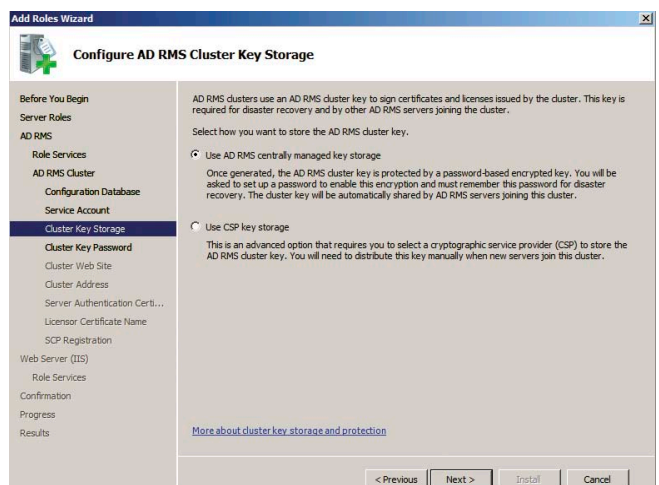 Add Roles Wizard
Configure AD RMS Cluster Key Storage
Before You Begin
Server Roles
AD RMS
Role Services
AD RMS Cluster
Configuration Database
Service Account
Cluster Key Storage
Cluster Key Password
Cluster Web Site
Cluster Address
Server Authentication Certi...
Licensor Certificate Name
SCP Registration
Web Server (IIS)
Role Services
Confirmation
Progress
Results
AD RMS clusters use an AD RMS cluster key to sign certificates and licenses issued by the cluster. This key is
required for disaster recovery and by other AD RMS servers joining the cluster.
Select how you want to store the AD RMS cluster key.
Use AD RMS centrally managed key storage
Once generated, the AD RMS cluster key is protected by a password-based encrypted key. You will be
asked to set up a password to enable this encryption and must remember this password for disaster
recovery. The cluster key will be automatically shared by AD RMS servers joining this cluster.
Use CSP key storage
This is an advanced option that requires you to select a cryptographic service provider (CSP) to store the
AD RMS cluster key. You will need to distribute this key manually when new servers join this cluster.
More about cluster key storage and protection
< Previous
Next >
Install
Cancel